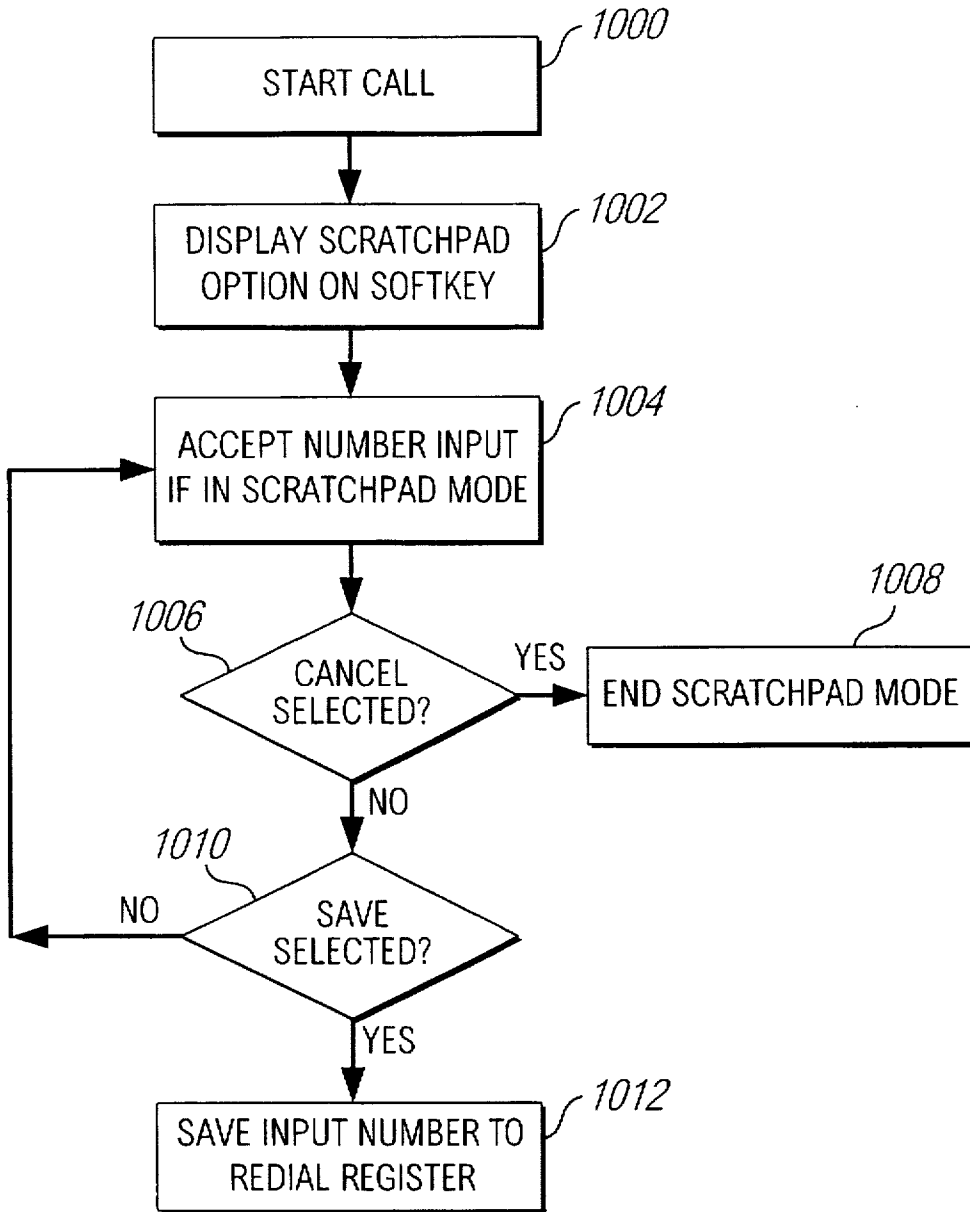 1000
START CALL
1002
DISPLAY SCRATCHPAD
OPTION ON SOFTKEY
1004
ACCEPT NUMBER INPUT
IF IN SCRATCHPAD MODE
1006
CANCEL
SELECTED?
YES
1008
END SCRATCHPAD MODE
NO
1010
SAVE
SELECTED?
NO
YES
1012
SAVE INPUT NUMBER TO
REDIAL REGISTER